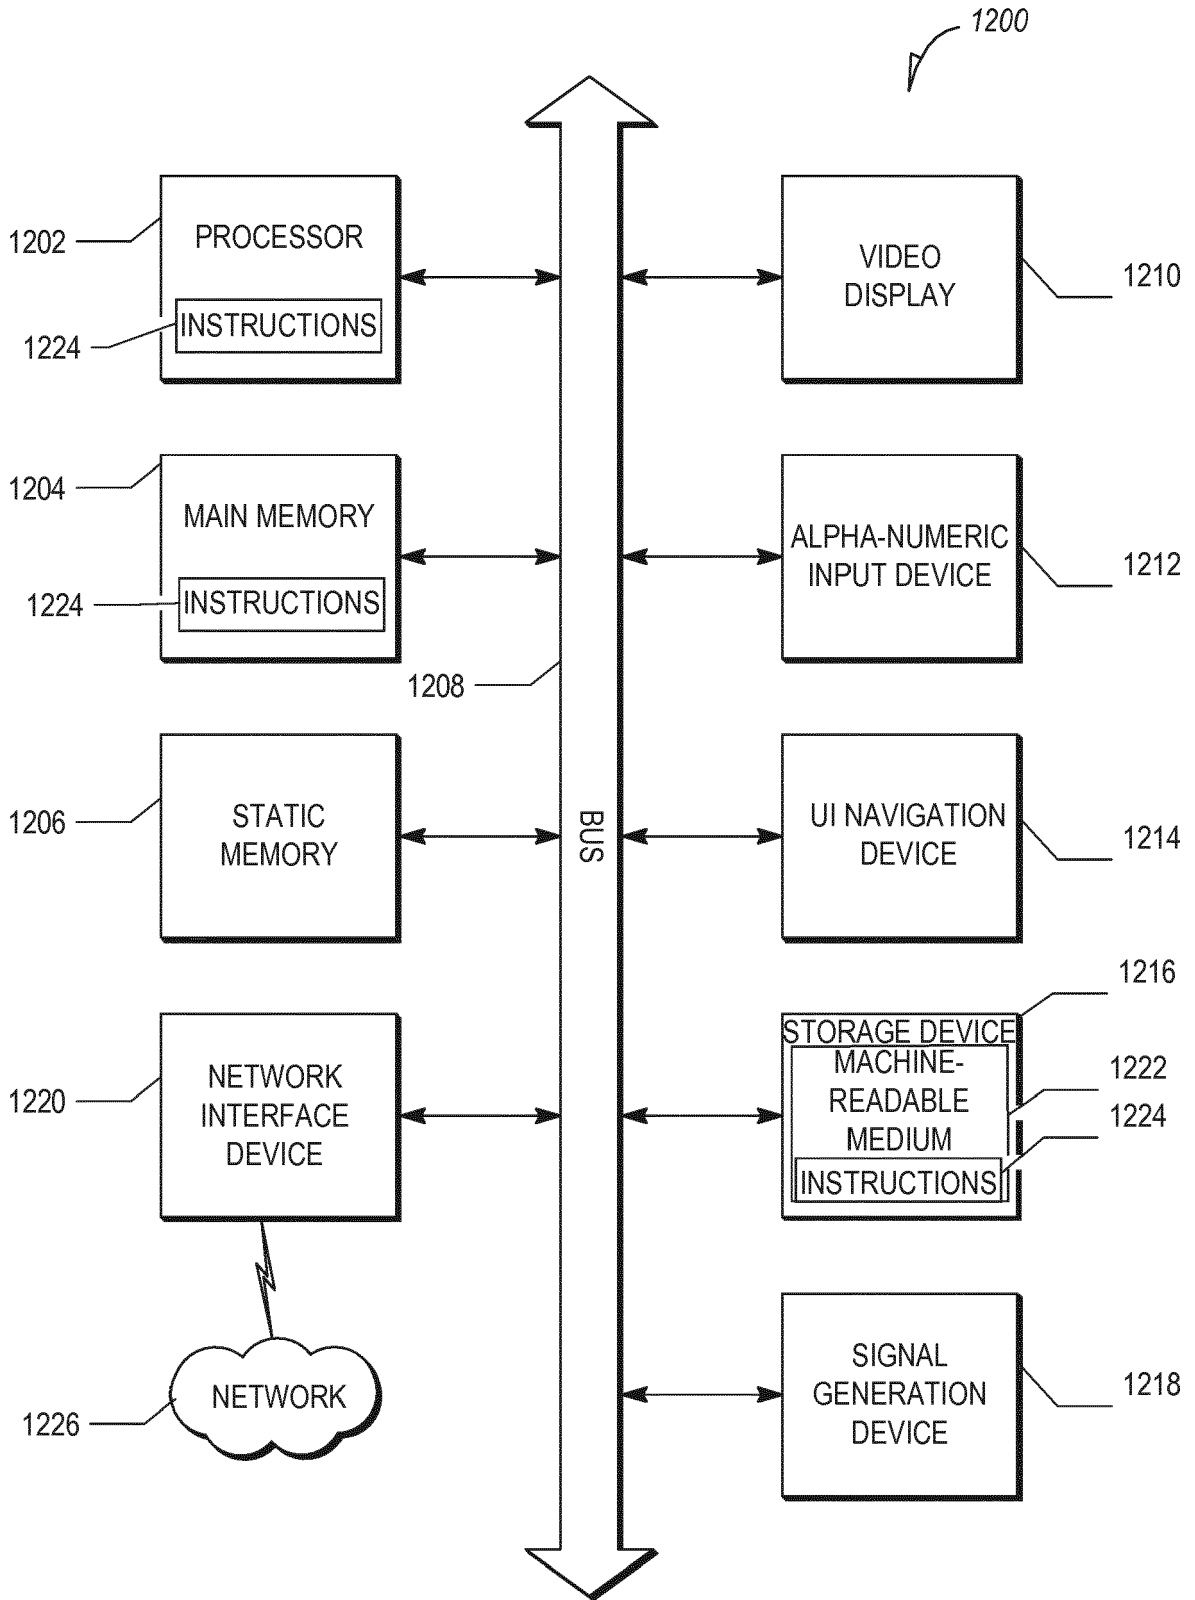 1200
1202
PROCESSOR
1224
INSTRUCTIONS
VIDEO
DISPLAY
1210
1204
MAIN MEMORY
1224
INSTRUCTIONS
ALPHA-NUMERIC
INPUT DEVICE
1212
1208
BUS
1206
STATIC
MEMORY
UI NAVIGATION
DEVICE
1214
1220
NETWORK
INTERFACE
DEVICE
1216
STORAGE DEVICE
MACHINE-
READABLE
MEDIUM
1222
1224
INSTRUCTIONS
1226
NETWORK
SIGNAL
GENERATION
DEVICE
1218